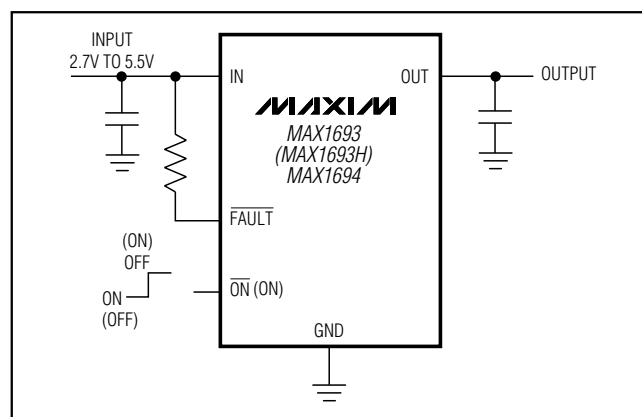 INPUT
2.7V TO 5.5V
IN
OUT
OUTPUT
MAXIM
MAX1693
(MAX1693H)
MAX1694
FAULT
(ON)
OFF
ON
(OFF)
ON (ON)
GND